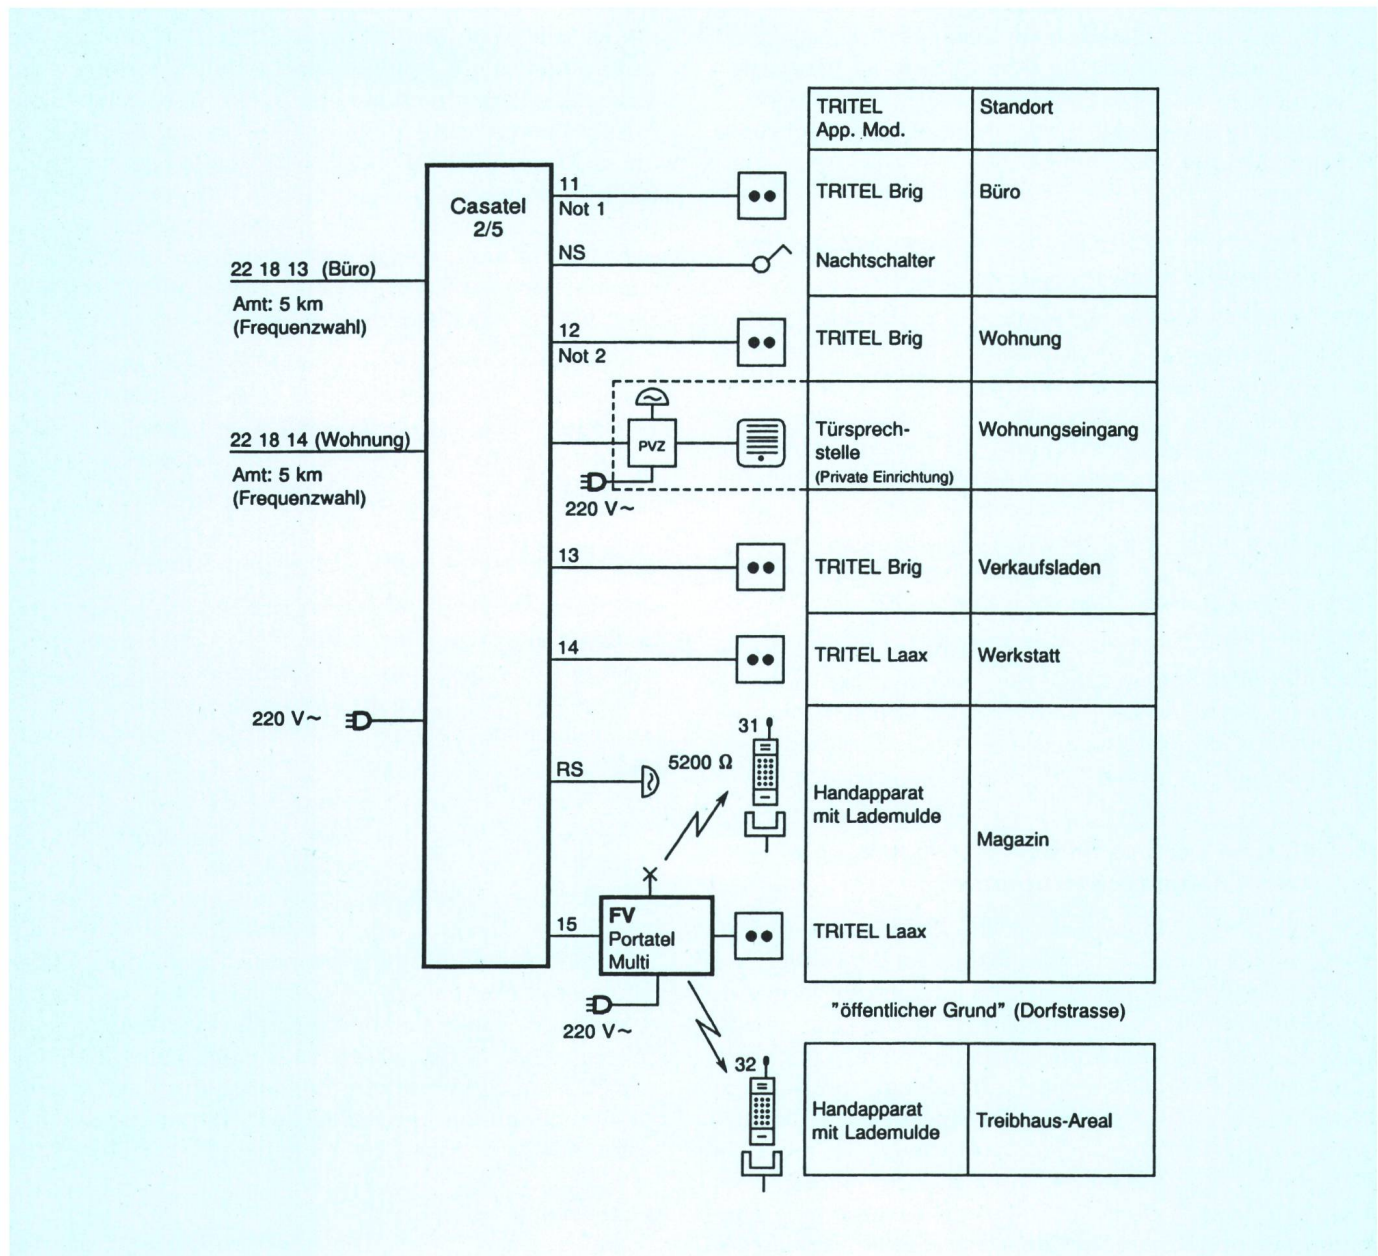 TRITEL
App. Mod.
Standort
Casatel
2/5
11
Not 1
TRITEL Brig
Büro
NS
Nachtschalter
22 18 13 (Büro)
Amt: 5 km
(Frequenzwahl)
12
Not 2
TRITEL Brig
Wohnung
22 18 14 (Wohnung)
Amt: 5 km
(Frequenzwahl)
PVZ
220 V~
Türsprech-
stelle
(Private Einrichtung)
Wohnungseingang
13
TRITEL Brig
Verkaufsladen
14
TRITEL Laax
Werkstatt
220 V~
RS
5200 Ω
31
Handapparat
mit Lademulde
Magazin
15
FV
Portatel
Multi
TRITEL Laax
220 V~
"öffentlicher Grund" (Dorfstrasse)
32
Handapparat
mit Lademulde
Treibhaus-Areal